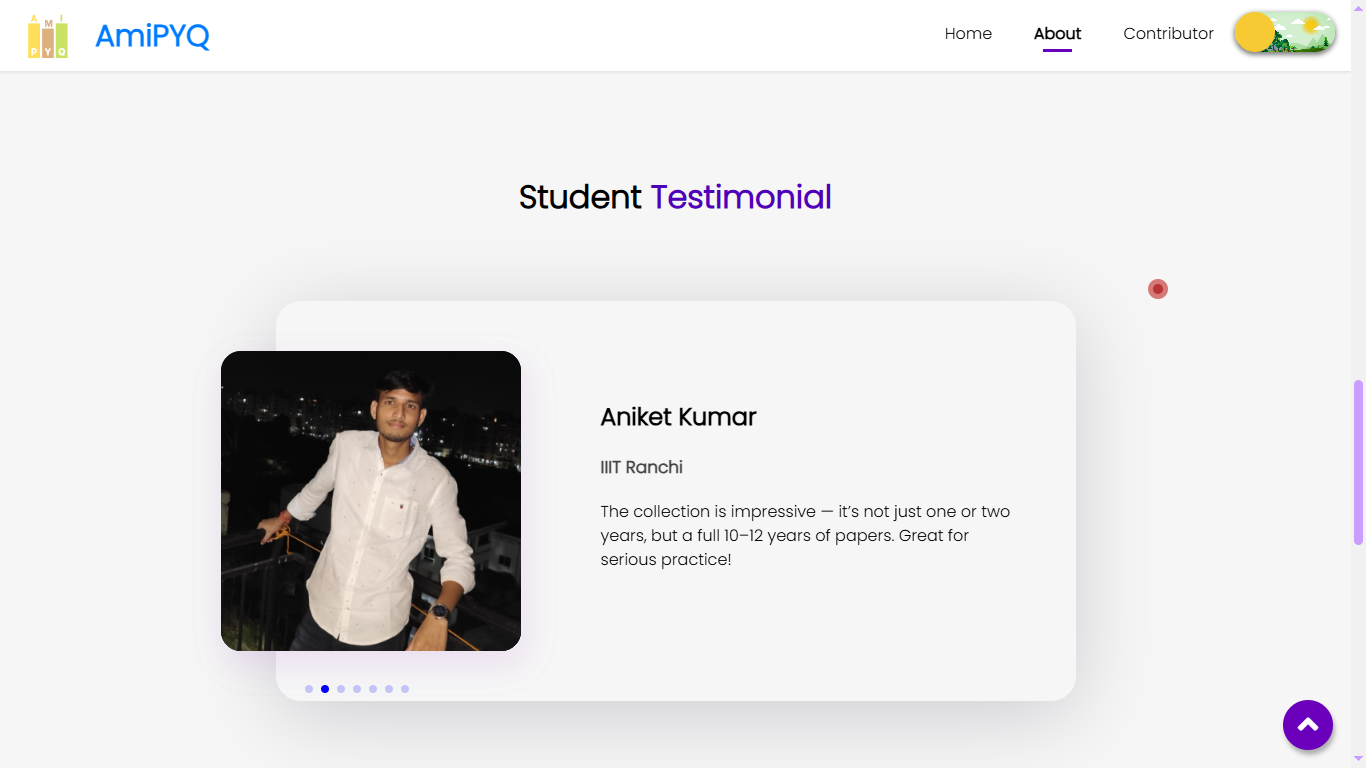 A M I
P Y Q
AmiPYQ
Home
About
Contributor
Student Testimonial
Aniket Kumar
IIIT Ranchi
The collection is impressive — it’s not just one or two
years, but a full 10–12 years of papers. Great for
serious practice!